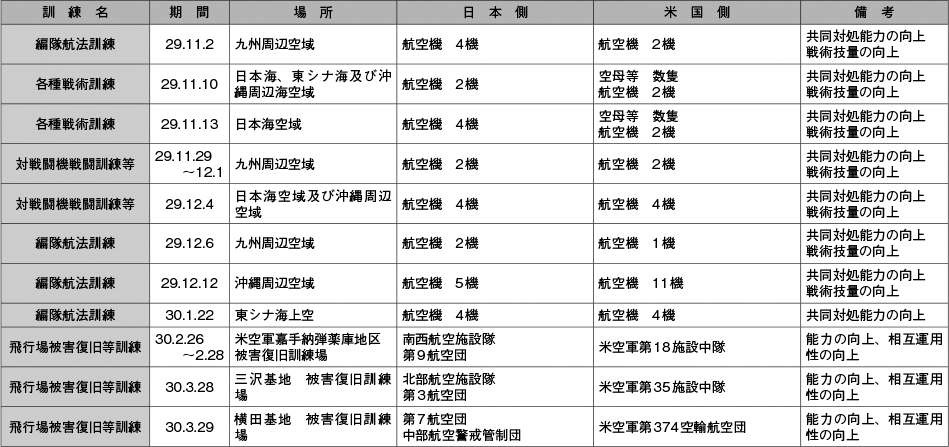 訓　練　名　期　間　場　所　日　本　側　米　国　側　備　考
編隊航法訓練　29.11.2　九州周辺空域　航空機　4機　航空機　2機　共同対処能力の向上
戦術技量の向上
各種戦術訓練　29.11.10　日本海、東シナ海及び沖　航空機　2機　空母等　数隻　共同対処能力の向上
縄周辺海空域　航空機　2機　戦術技量の向上
各種戦術訓練　29.11.13　日本海空域　航空機　4機　空母等　数隻　共同対処能力の向上
航空機　2機　戦術技量の向上
対戦闘機戦闘訓練等　29.11.29　九州周辺空域　航空機　2機　航空機　2機　共同対処能力の向上
～12.1　戦術技量の向上
対戦闘機戦闘訓練等　29.12.4　日本海空域及び沖縄周辺　航空機　4機　航空機　4機　共同対処能力の向上
空域　戦術技量の向上
編隊航法訓練　29.12.6　九州周辺空域　航空機　2機　航空機　1機　共同対処能力の向上
戦術技量の向上
編隊航法訓練　29.12.12　沖縄周辺空域　航空機　5機　航空機　11機　共同対処能力の向上
戦術技量の向上
編隊航法訓練　30.1.22　東シナ海上空　航空機　4機　航空機　4機　共同対処能力の向上
飛行場被害復旧等訓練　30.2.26　米空軍嘉手納弾薬庫地区　南西航空施設隊　米空軍第18施設中隊　能力の向上、相互運用
～2.28　被害復旧訓練場　第9航空団　性の向上
飛行場被害復旧等訓練　30.3.28　三沢基地　被害復旧訓練　北部航空施設隊　米空軍第35施設中隊　能力の向上、相互運用
場　第3航空団　性の向上
飛行場被害復旧等訓練　30.3.29　横田基地　被害復旧訓練　第7航空団　米空軍第374空輸航空団　能力の向上、相互運用
場　中部航空警戒管制団　性の向上